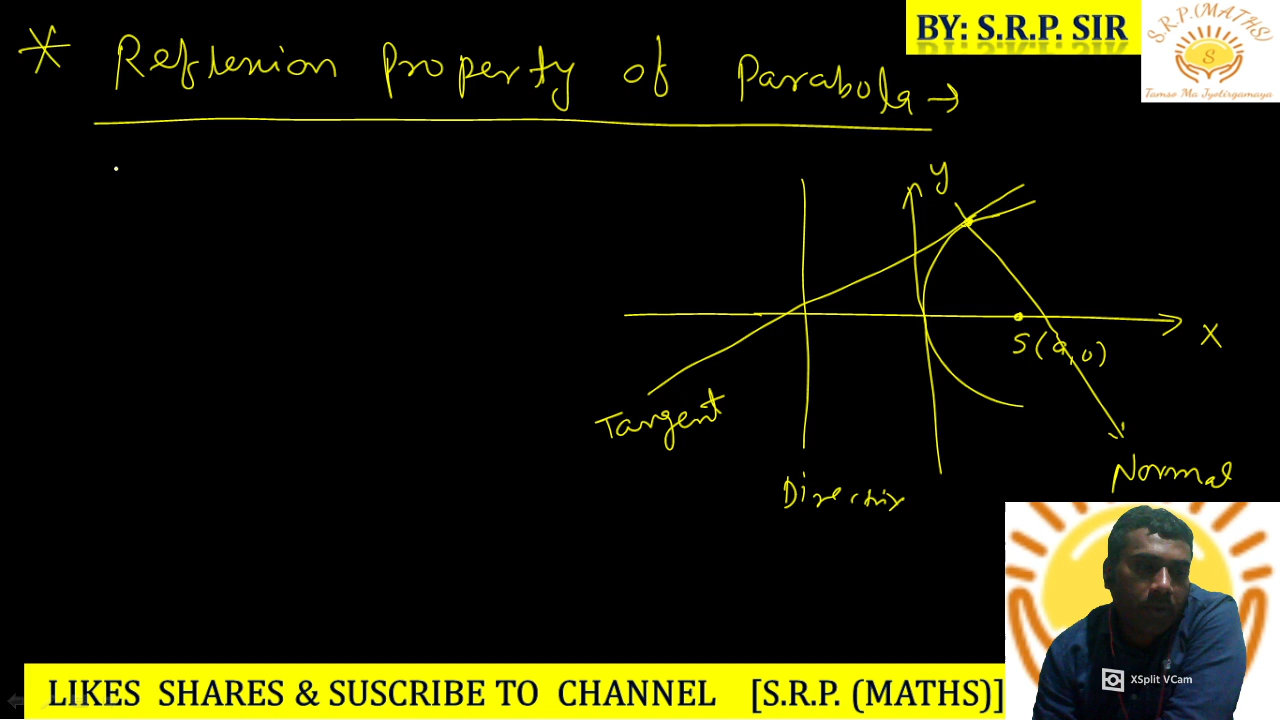 * Reflexion Property of Parabola →
BY: S.R.P. SIR
S.R.P.(MATHS)
S
Tamso Ma Jyotirgamaya
Y
X
S(a,0)
Tangent
Normal
Directrix
XSplit VCam
LIKES SHARES & SUSCRIBE TO CHANNEL [S.R.P. (MATHS)]